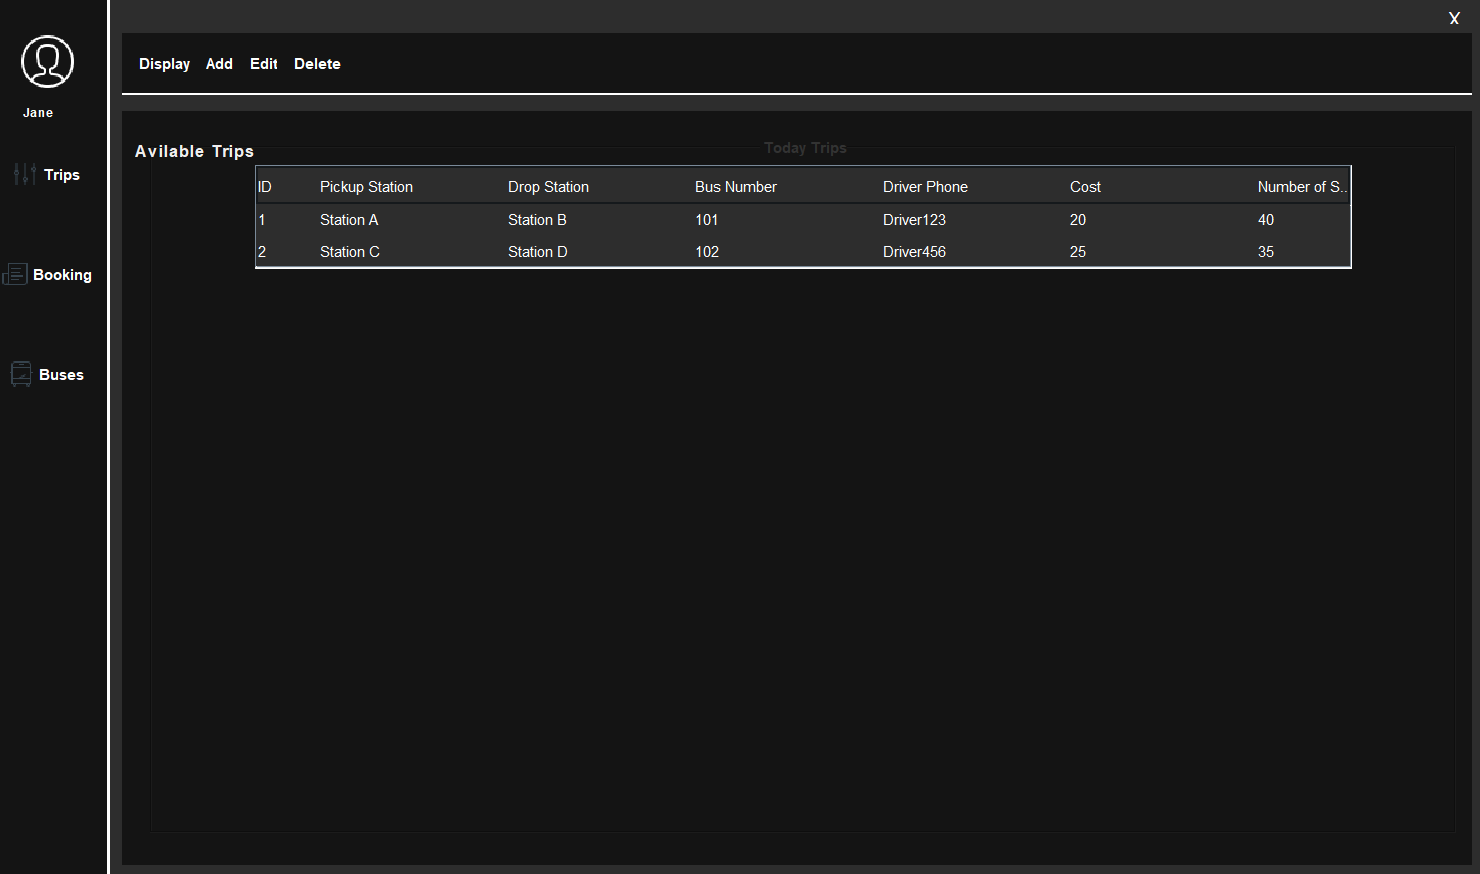 X
Display Add Edit Delete
Jane
Trips
Booking
Buses
Avilable Trips
Today Trips
ID Pickup Station Drop Station Bus Number Driver Phone Cost Number of S..
1 Station A Station B 101 Driver123 20 40
2 Station C Station D 102 Driver456 25 35